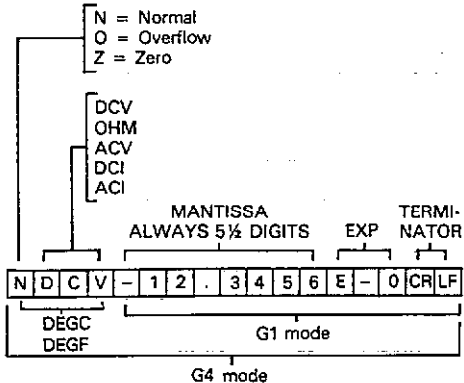 N = Normal
O = Overflow
Z = Zero
DCV
OHM
ACV
DCI
ACI
MANTISSA
ALWAYS 5½ DIGITS
EXP
TERMI-
NATOR
N D C V - 1 2 . 3 4 5 6 E - 0 CR LF
DEGC
DEGF
G1 mode
G4 mode